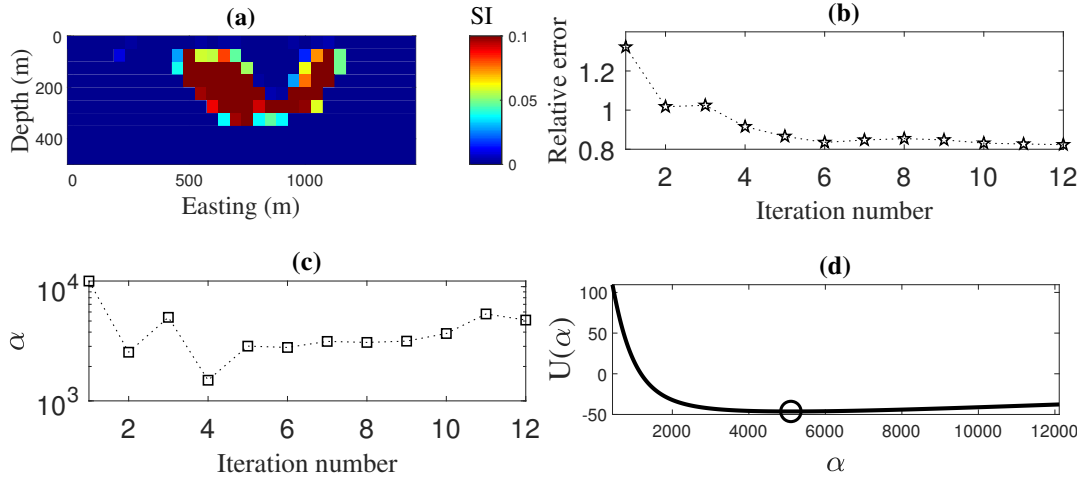 (a)
SI
Depth (m)
0
200
400
0
500
1000
Easting (m)
0.1
0.05
0
(b)
Relative error
1.2
1
0.8
2
4
6
8
10
12
Iteration number
(c)
α
10⁴
10³
2
4
6
8
10
12
Iteration number
(d)
U(α)
100
50
0
-50
2000
4000
6000
8000
10000
12000
α